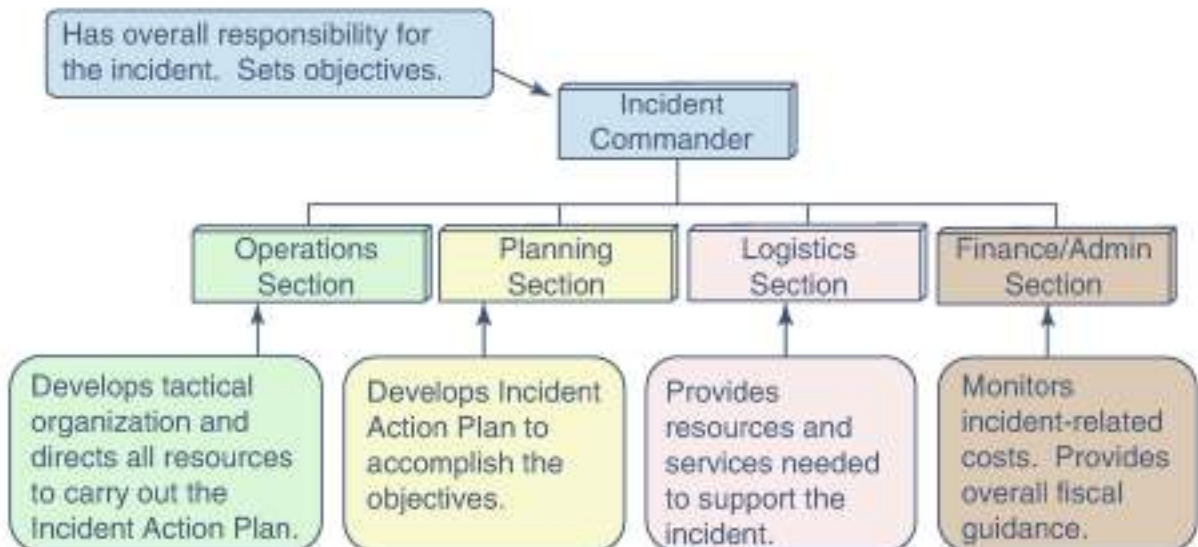 Has overall responsibility for
the incident.  Sets objectives.
Incident
Commander
Operations
Section
Planning
Section
Logistics
Section
Finance/Admin
Section
Develops tactical
organization and
directs all resources
to carry out the
Incident Action Plan.
Develops Incident
Action Plan to
accomplish the
objectives.
Provides
resources and
services needed
to support the
incident.
Monitors
incident-related
costs.  Provides
overall fiscal
guidance.